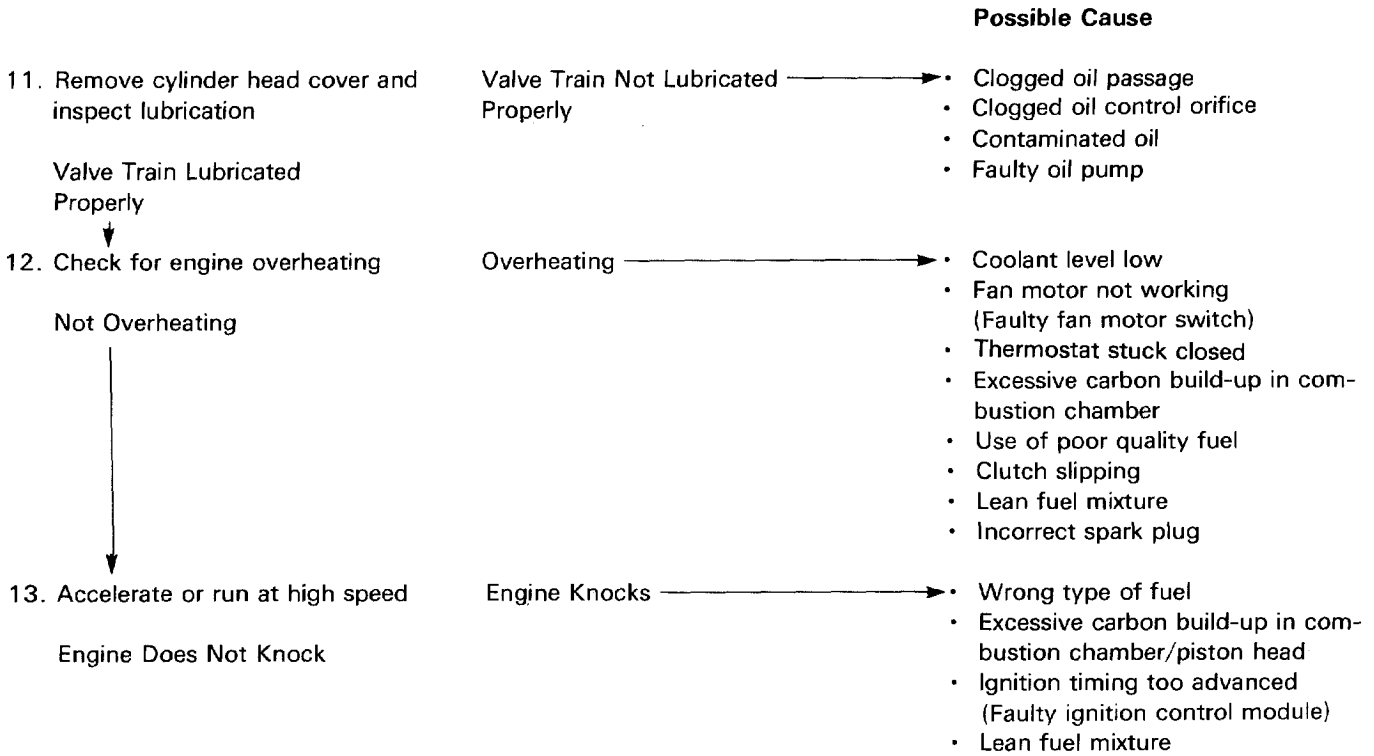 Possible Cause
11. Remove cylinder head cover and
inspect lubrication
Valve Train Not Lubricated
Properly
• Clogged oil passage
• Clogged oil control orifice
• Contaminated oil
• Faulty oil pump
Valve Train Lubricated
Properly
12. Check for engine overheating
Overheating
• Coolant level low
• Fan motor not working
(Faulty fan motor switch)
• Thermostat stuck closed
• Excessive carbon build-up in com-
bustion chamber
• Use of poor quality fuel
• Clutch slipping
• Lean fuel mixture
• Incorrect spark plug
Not Overheating
13. Accelerate or run at high speed
Engine Knocks
• Wrong type of fuel
• Excessive carbon build-up in com-
bustion chamber/piston head
• Ignition timing too advanced
(Faulty ignition control module)
• Lean fuel mixture
Engine Does Not Knock